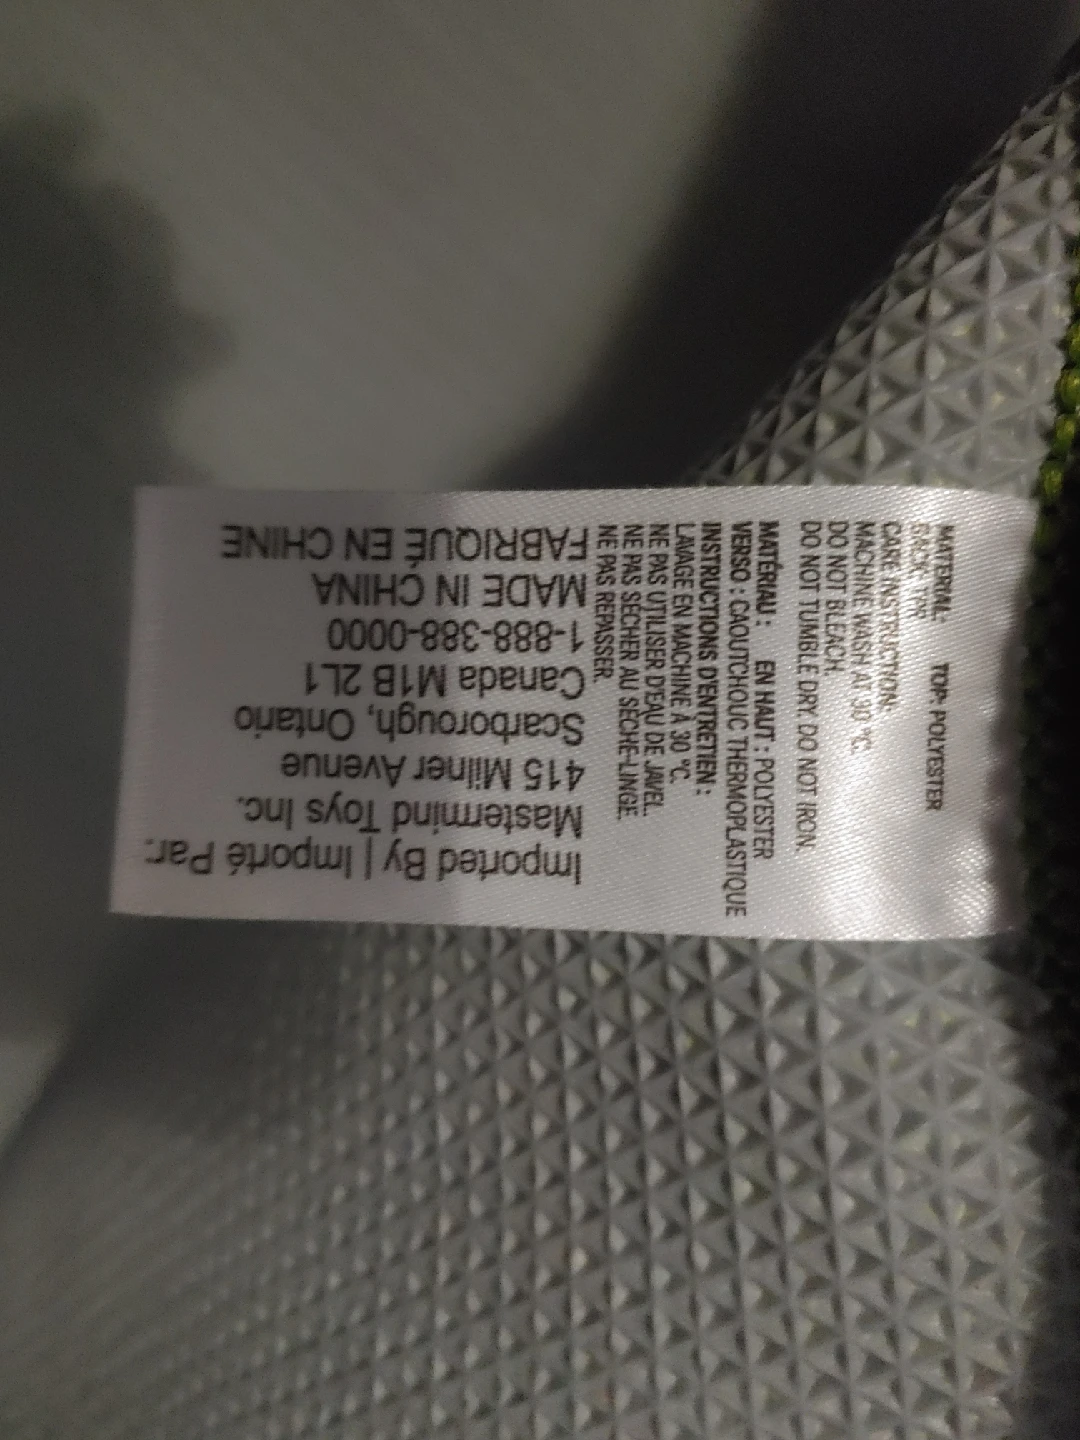 MATERIAL: TOP: POLYESTER
BACK: TPR
CARE INSTRUCTION:
MACHINE WASH AT 30 °C.
DO NOT BLEACH.
DO NOT TUMBLE DRY. DO NOT IRON.
MATÉRIAU : EN HAUT : POLYESTER
VERSO : CAOUTCHOUC THERMOPLASTIQUE
INSTRUCTIONS D'ENTRETIEN :
LAVAGE EN MACHINE À 30 °C.
NE PAS UTILISER D'EAU DE JAVEL.
NE PAS SÉCHER AU SÈCHE-LINGE.
NE PAS REPASSER.
Imported By | Importé Par:
Mastermind Toys Inc.
415 Milner Avenue
Scarborough, Ontario
Canada M1B 2L1
1-888-388-0000
MADE IN CHINA
FABRIQUÉ EN CHINE